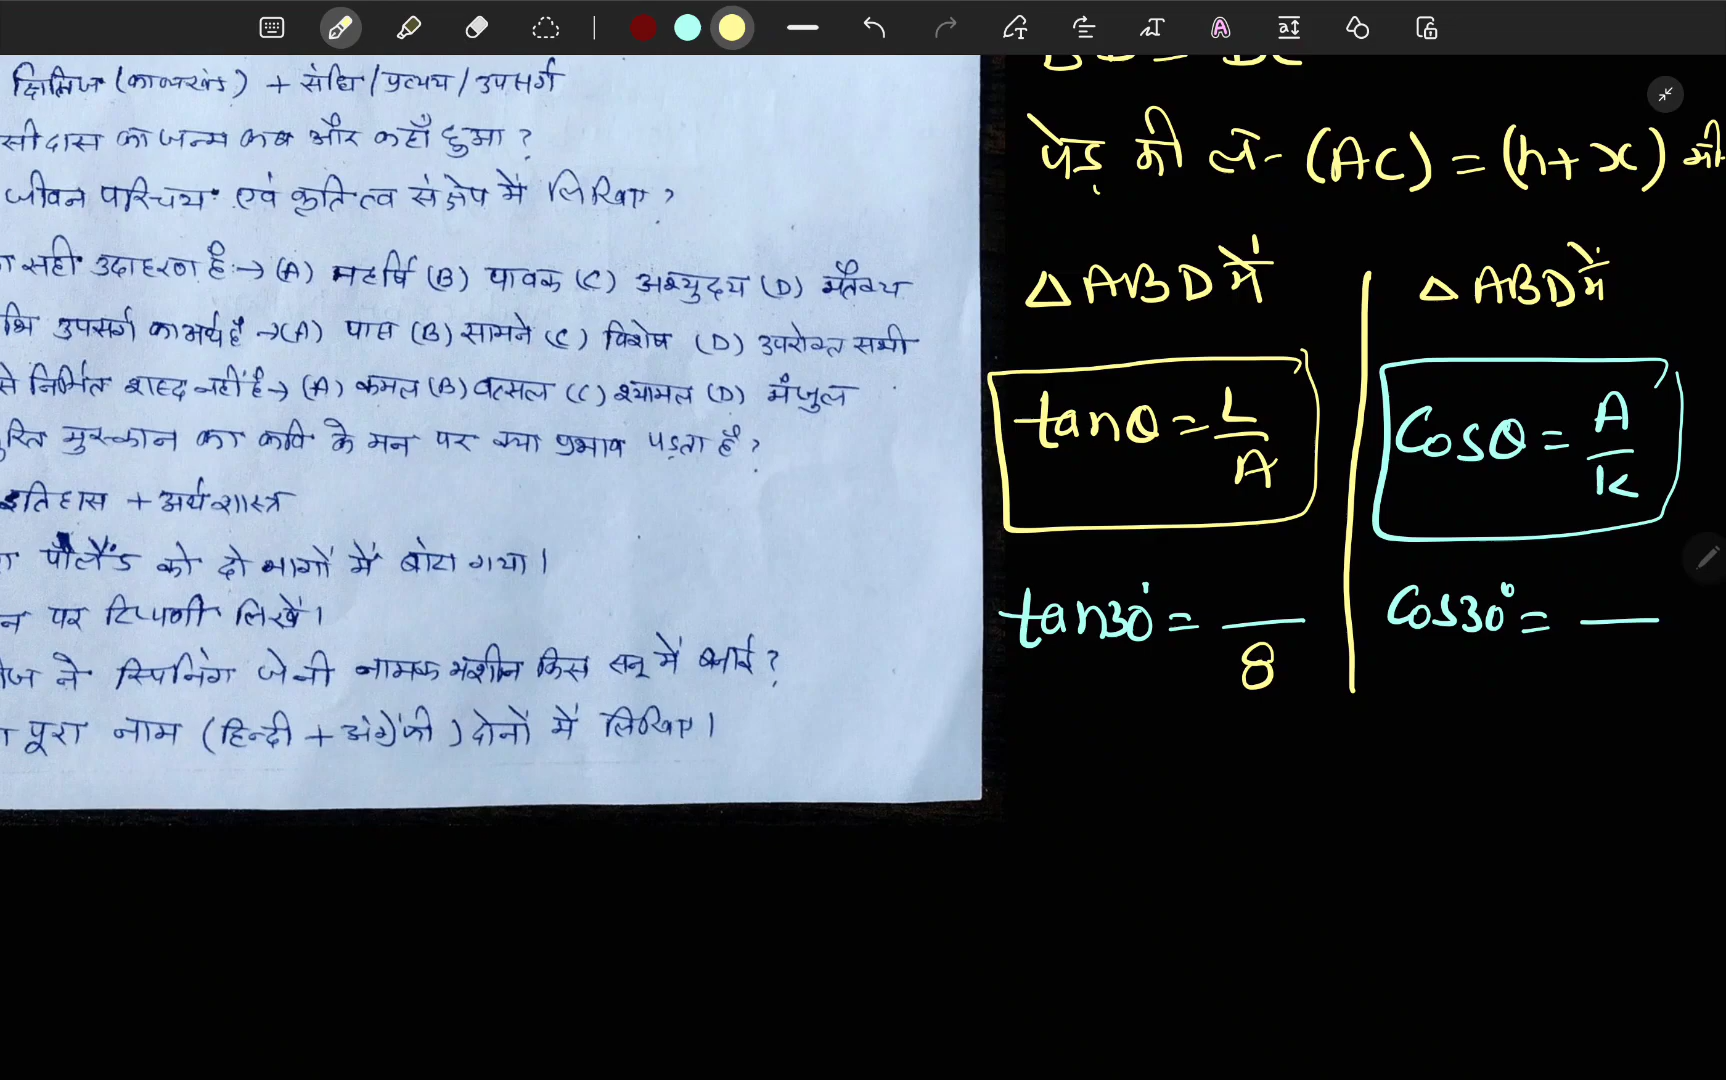 क्षितिज (काव्यखंड) + संधि / प्रत्यय / उपसर्ग
सीदास का जन्म कब और कहाँ हुआ ?
जीवन परिचय एवं कृतित्व संक्षेप में लिखिए ?
सही उदाहरण है → (A) महर्षि (B) पावक (C) अभ्युदय (D) मतैक्य
भि उपसर्ग का अर्थ है → (A) पास (B) सामने (C) विशेष (D) उपरोक्त सभी
से निर्मित शब्द नहीं है → (A) कमल (B) वत्सल (C) श्यामल (D) मंजुल
रित मुस्कान का कवि के मन पर क्या प्रभाव पड़ता है ?
इतिहास + अर्थशास्त्र
पौलैंड को दो भागों में बांटा गया।
न पर टिप्पणी लिखें।
ने स्पिनिंग जेनी नामक मशीन किस सन् में बनाई ?
पूरा नाम (हिन्दी + अंग्रेजी) दोनों में लिखिए।
पेड़ की लं- (AC) = (h+x) मी
△ABD में
tanθ = L/A
tan30° = /8
△ABD में
Cosθ = A/K
Cos30° =